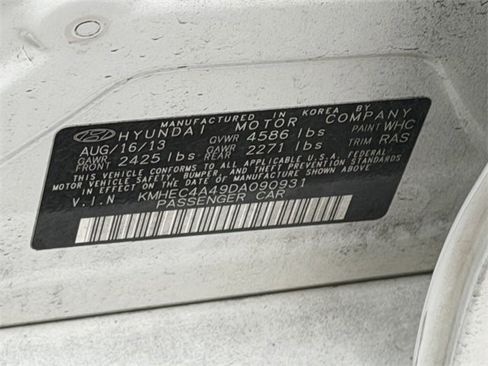 MANUFACTURED IN KOREA BY
HYUNDAI MOTOR COMPANY
AUG/16/13 GVWR 4586 lbs PAINT WHC
GAWR FRONT 2425 lbs GAWR REAR 2271 lbs TRIM RAS
THIS VEHICLE CONFORMS TO ALL APPLICABLE U.S.A. FEDERAL
MOTOR VEHICLE SAFETY, BUMPER, AND THEFT PREVENTION STANDARDS
IN EFFECT ON THE DATE OF MANUFACTURE SHOWN ABOVE.
V.I.N KMHEC4A49DA090931
PASSENGER CAR